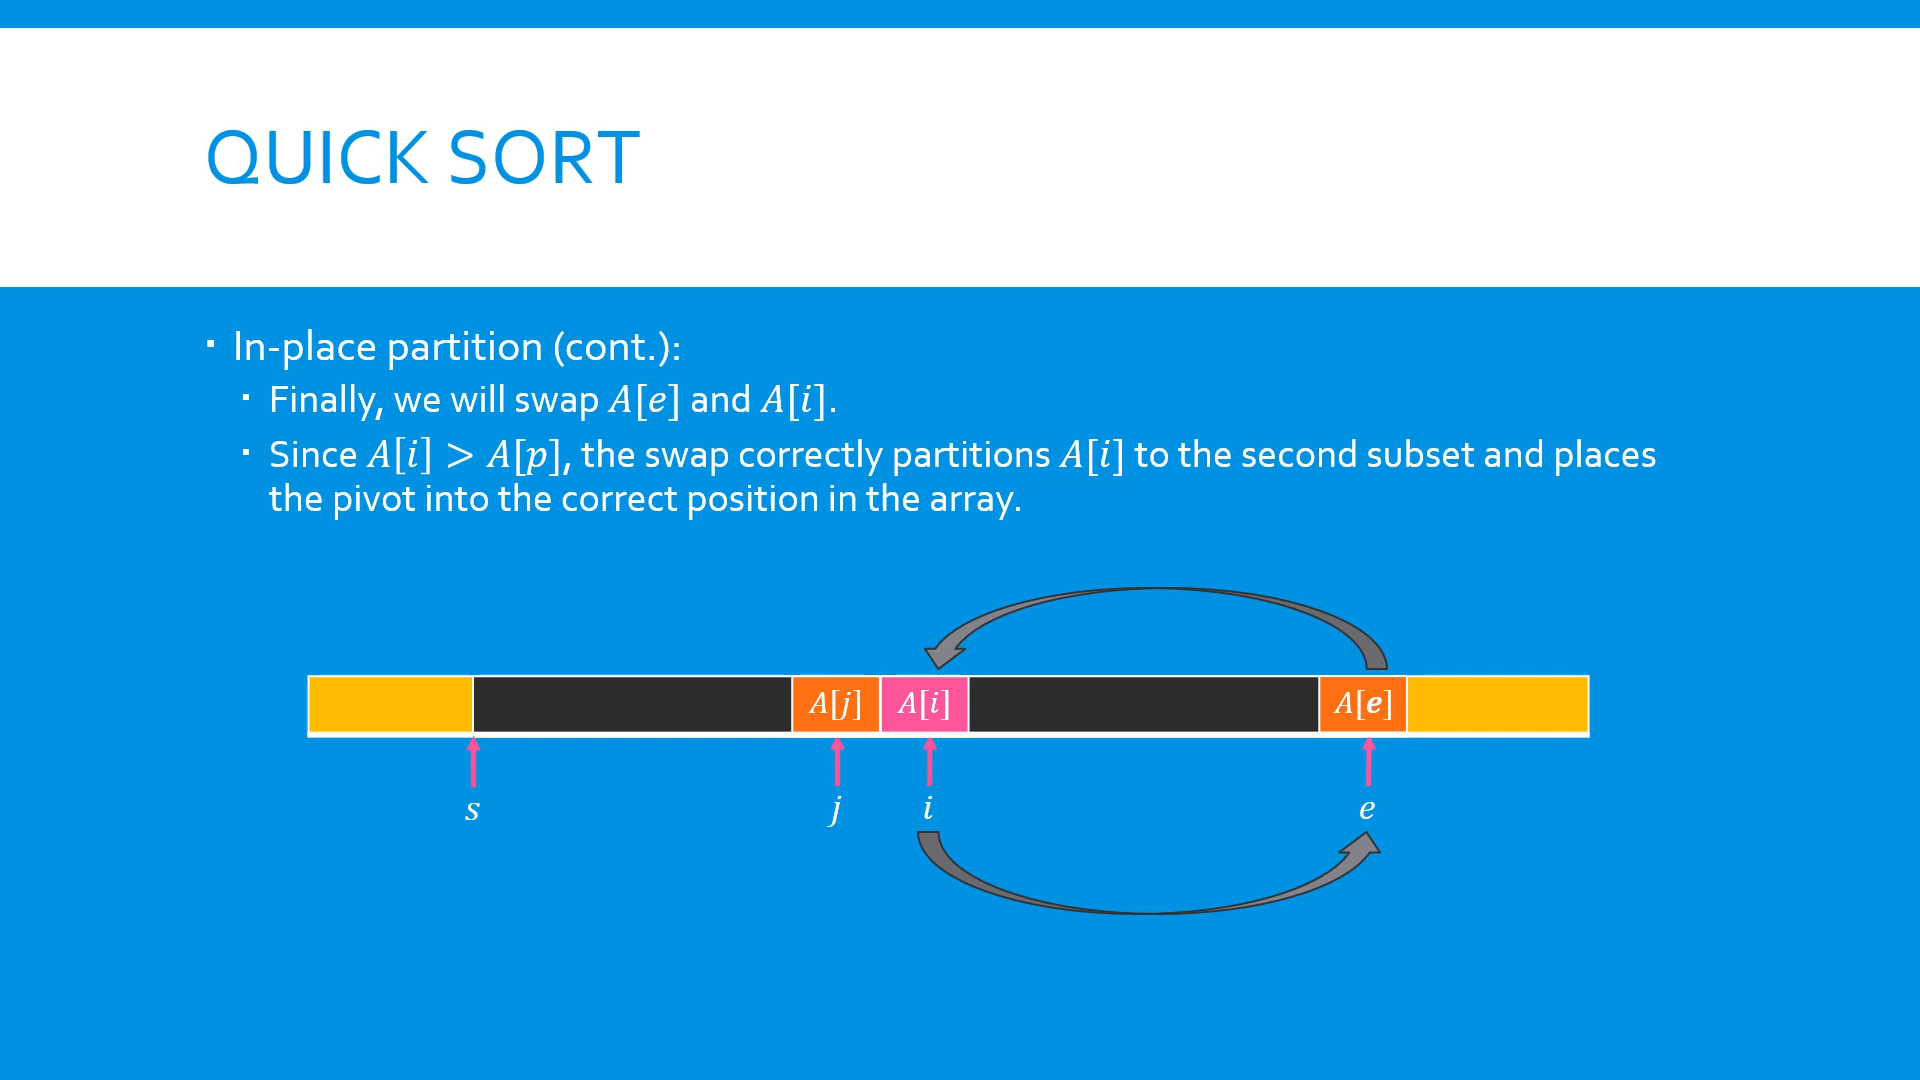 QUICK SORT
▪ In-place partition (cont.):
▪ Finally, we will swap A[e] and A[i].
▪ Since A[i] > A[p], the swap correctly partitions A[i] to the second subset and places
the pivot into the correct position in the array.
A[j] A[i] A[e]
s j i e